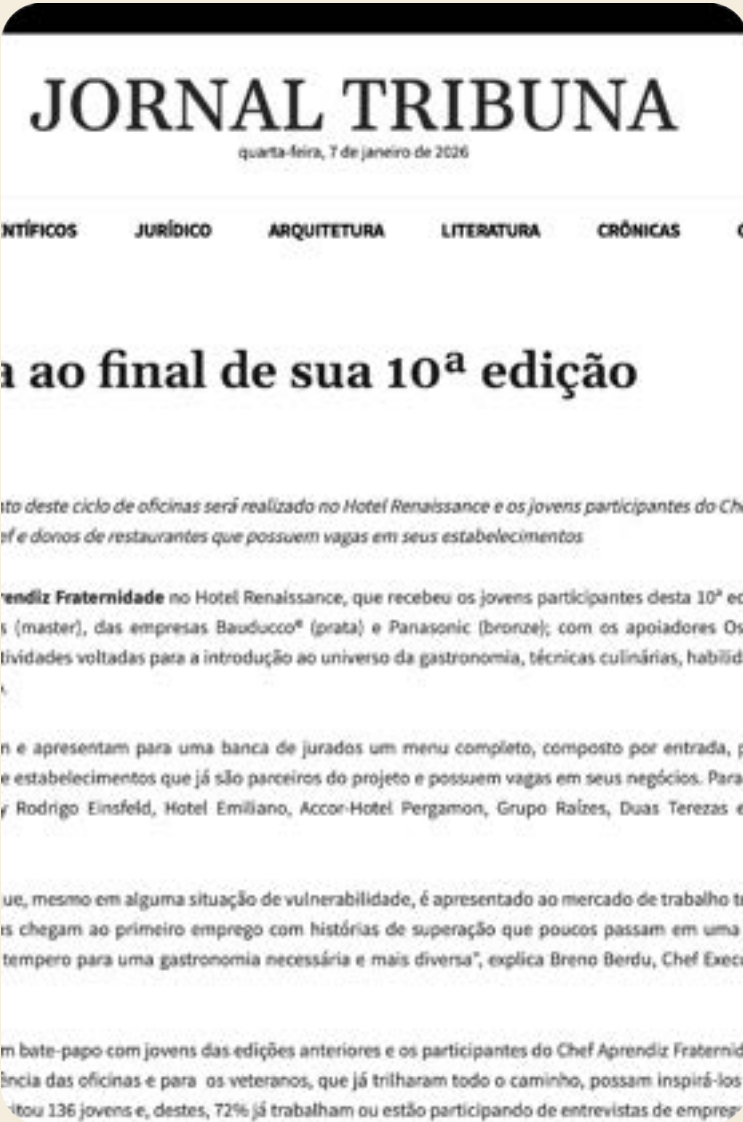 JORNAL TRIBUNA
quarta-feira, 7 de janeiro de 2026
NTÍFICOS JURÍDICO ARQUITETURA LITERATURA CRÔNICAS
a ao final de sua 10ª edição
to deste ciclo de oficinas será realizado no Hotel Renaissance e os jovens participantes do Che
ef e donos de restaurantes que possuem vagas em seus estabelecimentos
rendiz Fraternidade no Hotel Renaissance, que recebeu os jovens participantes desta 10ª ed
s (master), das empresas Bauducco® (prata) e Panasonic (bronze); com os apoiadores Os
tividades voltadas para a introdução ao universo da gastronomia, técnicas culinárias, habilid
n e apresentam para uma banca de jurados um menu completo, composto por entrada, p
e estabelecimentos que já são parceiros do projeto e possuem vagas em seus negócios. Para
y Rodrigo Einsfeld, Hotel Emiliano, Accor-Hotel Pergamon, Grupo Raízes, Duas Terezas e
ue, mesmo em alguma situação de vulnerabilidade, é apresentado ao mercado de trabalho tr
s chegam ao primeiro emprego com histórias de superação que poucos passam em uma
tempero para uma gastronomia necessária e mais diversa", explica Breno Berdu, Chef Exec
m bate-papo com jovens das edições anteriores e os participantes do Chef Aprendiz Fraternid
ência das oficinas e para os veteranos, que já trilharam todo o caminho, possam inspirá-los
itou 136 jovens e, destes, 72% já trabalham ou estão participando de entrevistas de empreg